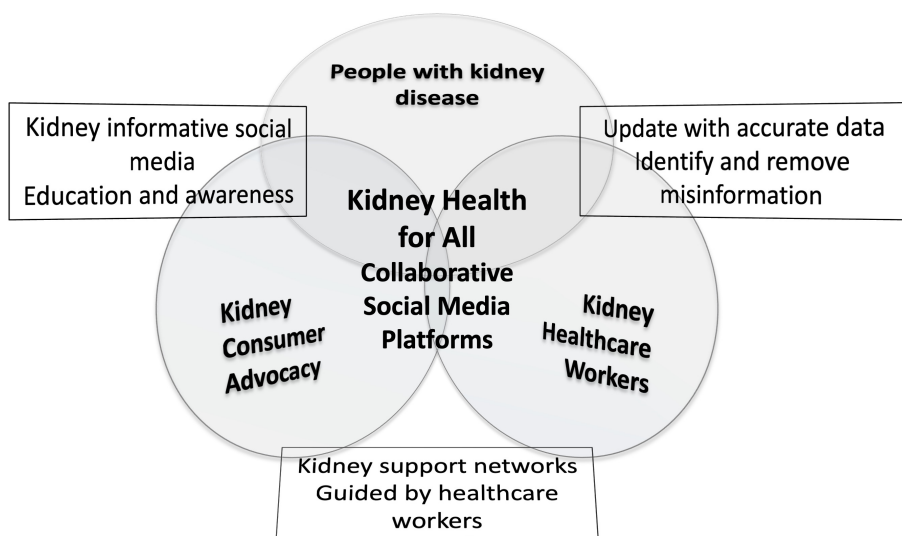 People with kidney
disease
Kidney informative social
media
Education and awareness
Update with accurate data
Identify and remove
misinformation
Kidney Health
for All
Collaborative
Social Media
Platforms
Kidney
Consumer
Advocacy
Kidney
Healthcare
Workers
Kidney support networks
Guided by healthcare
workers